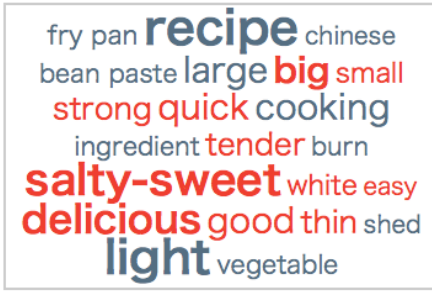 fry pan recipe chinese
bean paste large big small
strong quick cooking
ingredient tender burn
salty-sweet white easy
delicious good thin shed
light vegetable